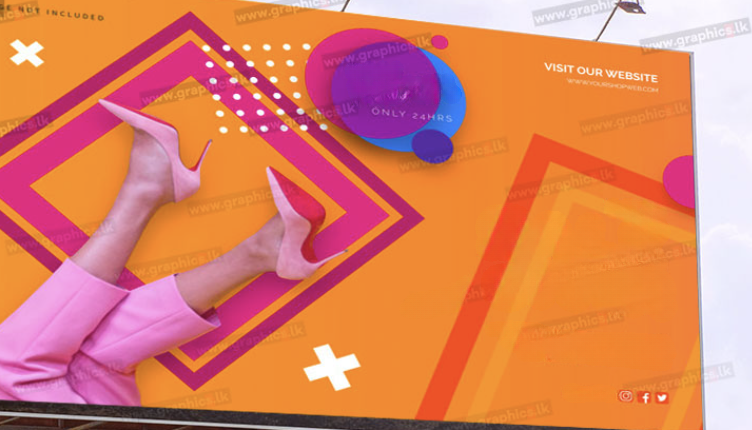 E NOT INCLUDED
VISIT OUR WEBSITE
WWW.YOURSHOPWEB.COM
ONLY 24HRS
www.graphics.lk